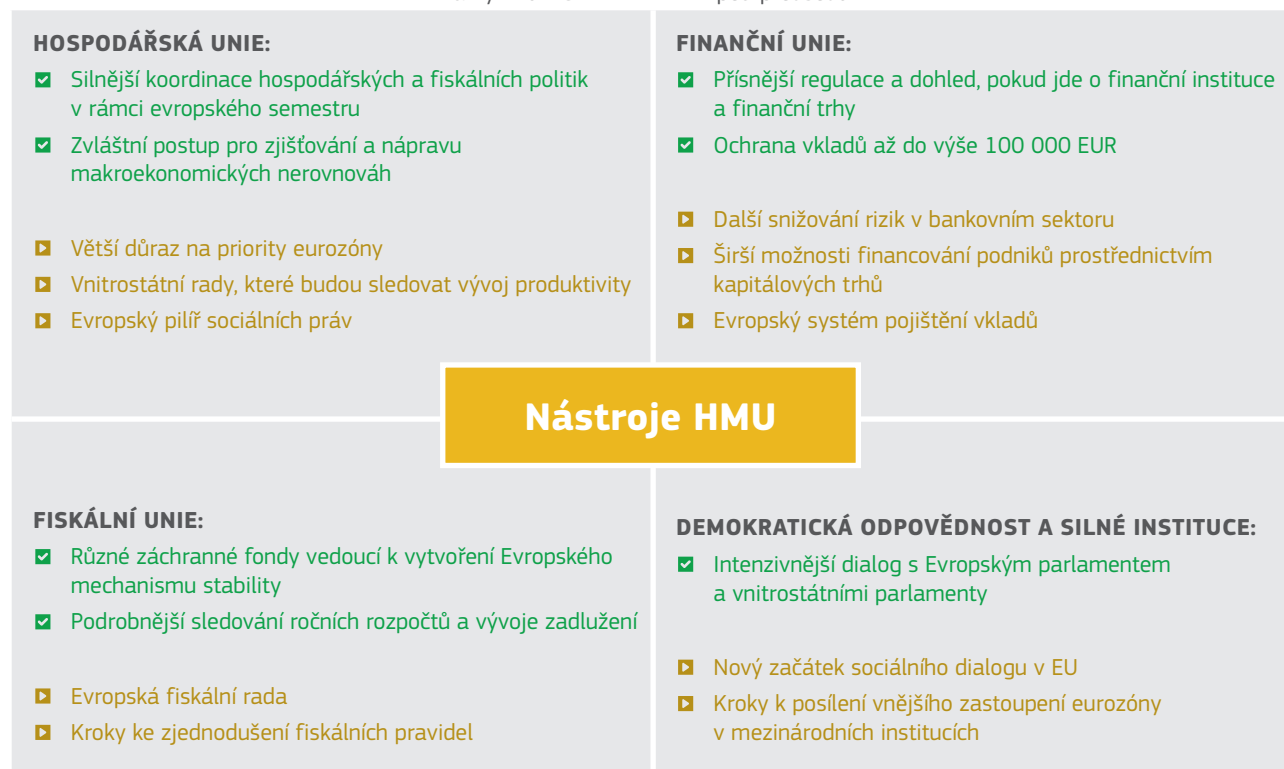 HOSPODÁŘSKÁ UNIE:
Silnější koordinace hospodářských a fiskálních politik
v rámci evropského semestru
Zvláštní postup pro zjišťování a nápravu
makroekonomických nerovnováh
Větší důraz na priority eurozóny
Vnitrostátní rady, které budou sledovat vývoj produktivity
Evropský pilíř sociálních práv
FINANČNÍ UNIE:
Přísnější regulace a dohled, pokud jde o finanční instituce
a finanční trhy
Ochrana vkladů až do výše 100 000 EUR
Další snižování rizik v bankovním sektoru
Širší možnosti financování podniků prostřednictvím
kapitálových trhů
Evropský systém pojištění vkladů
Nástroje HMU
FISKÁLNÍ UNIE:
Různé záchranné fondy vedoucí k vytvoření Evropského
mechanismu stability
Podrobnější sledování ročních rozpočtů a vývoje zadlužení
Evropská fiskální rada
Kroky ke zjednodušení fiskálních pravidel
DEMOKRATICKÁ ODPOVĚDNOST A SILNÉ INSTITUCE:
Intenzivnější dialog s Evropským parlamentem
a vnitrostátními parlamenty
Nový začátek sociálního dialogu v EU
Kroky k posílení vnějšího zastoupení eurozóny
v mezinárodních institucích